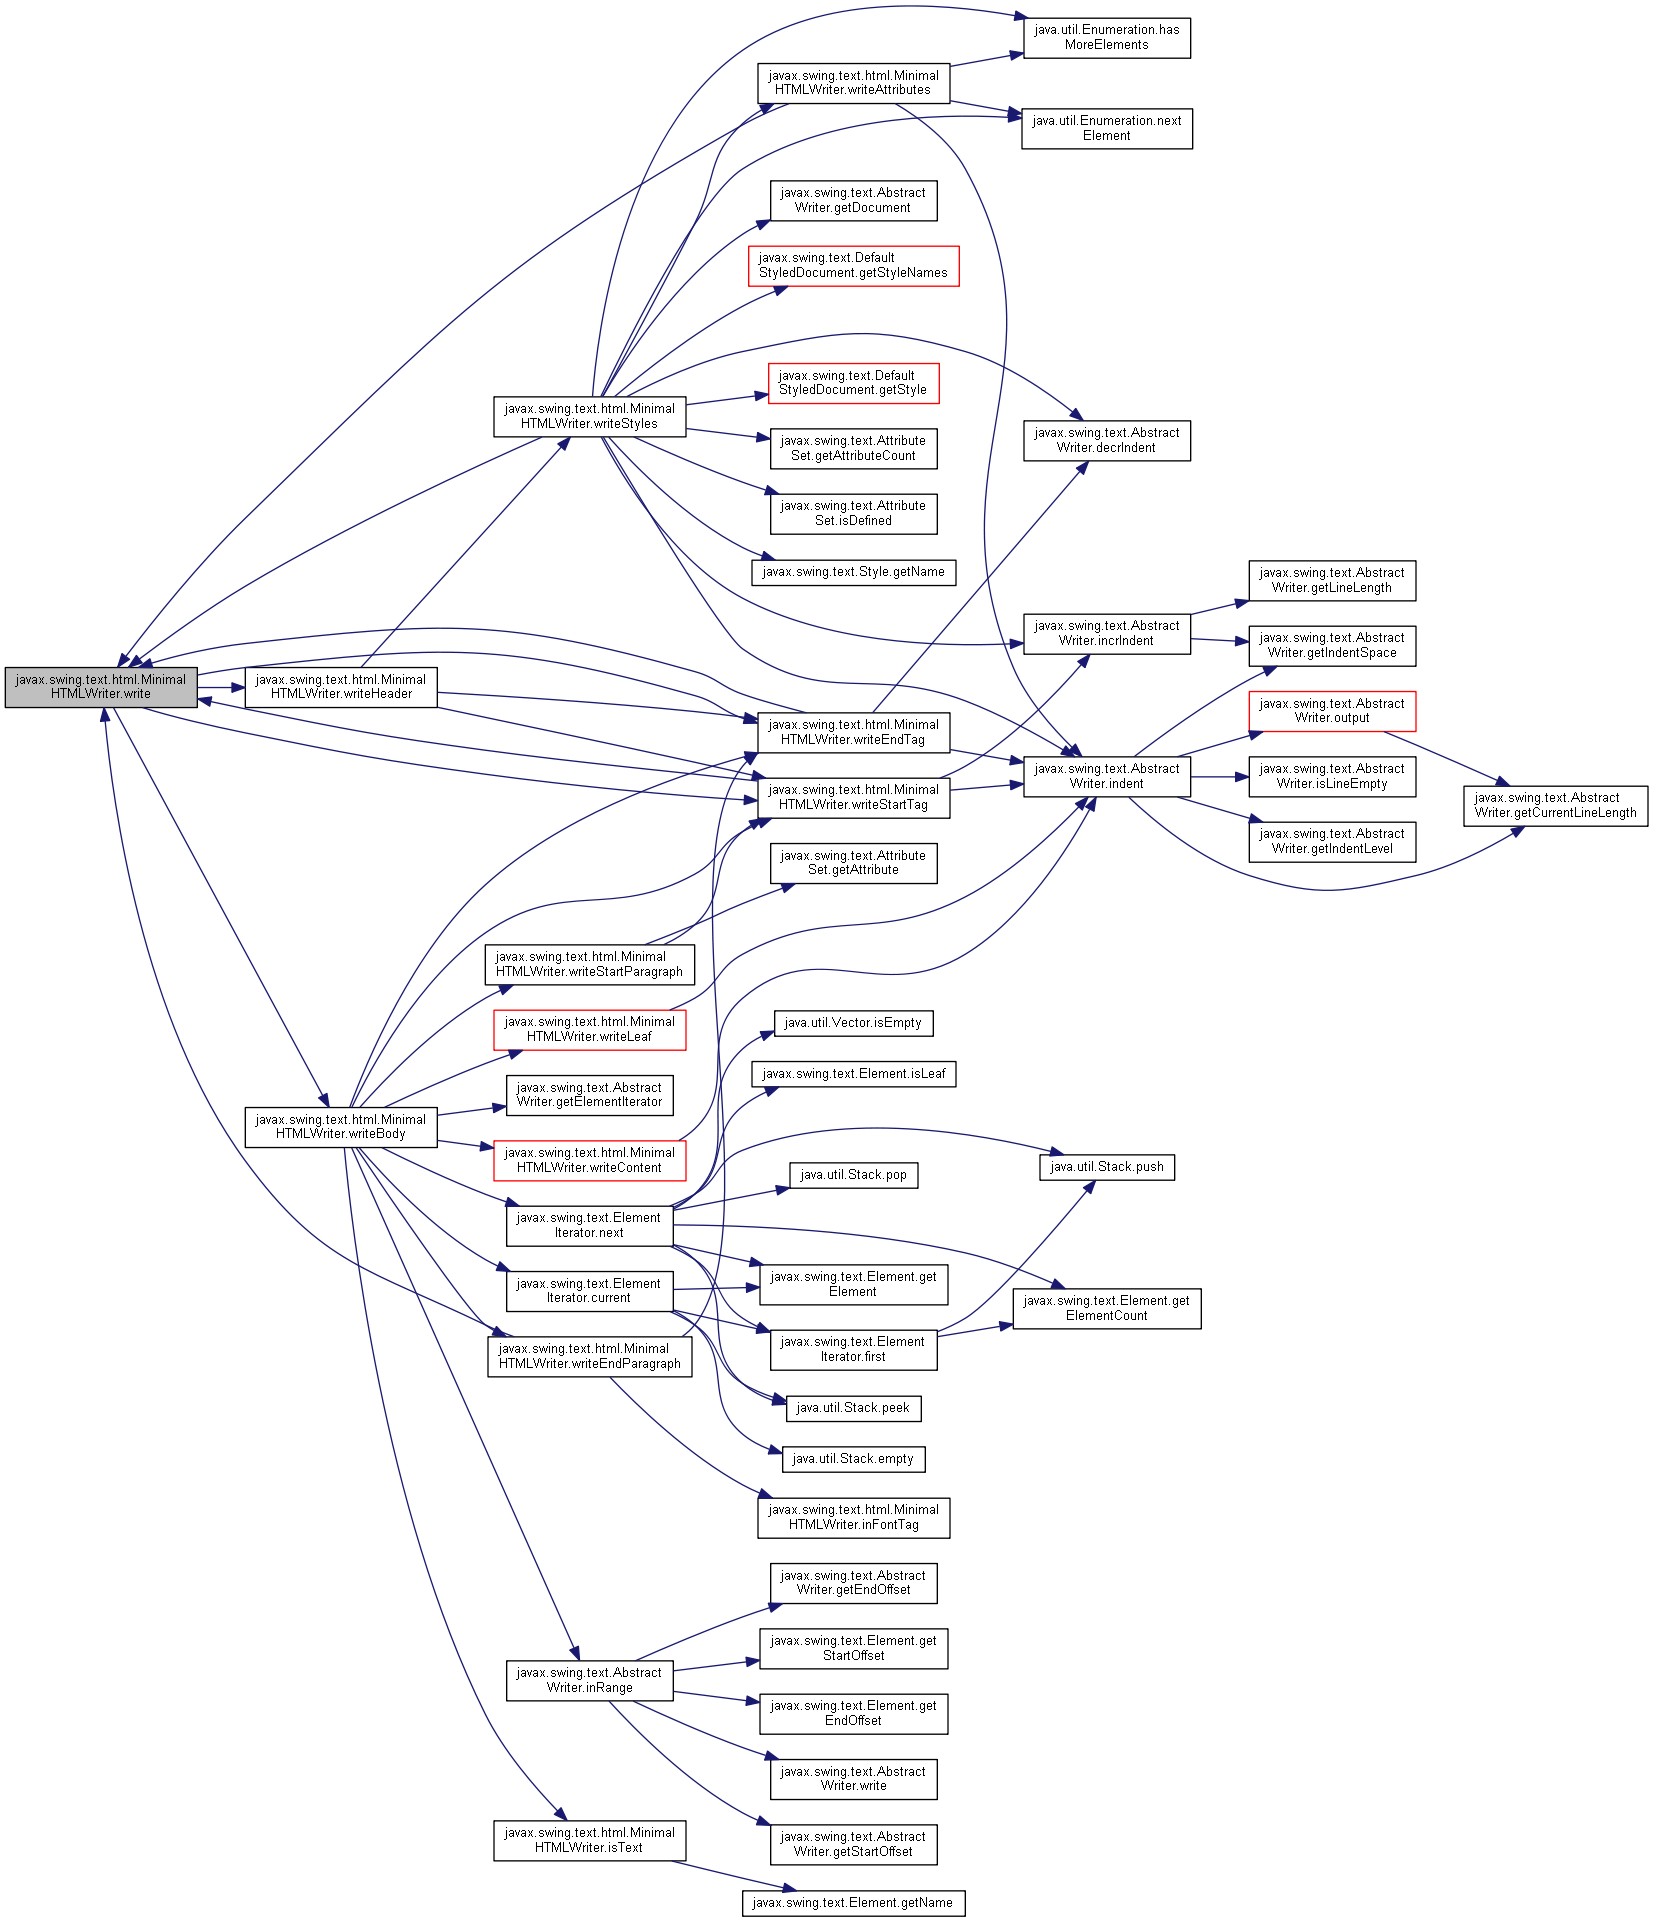 java.util.Enumeration.has
MoreElements
javax.swing.text.html.Minimal
HTMLWriter.writeAttributes
java.util.Enumeration.next
Element
javax.swing.text.Abstract
Writer.getDocument
javax.swing.text.Default
StyledDocument.getStyleNames
javax.swing.text.Default
StyledDocument.getStyle
javax.swing.text.html.Minimal
HTMLWriter.writeStyles
javax.swing.text.Abstract
Writer.decrIndent
javax.swing.text.Attribute
Set.getAttributeCount
javax.swing.text.Attribute
Set.isDefined
javax.swing.text.Style.getName
javax.swing.text.Abstract
Writer.getLineLength
javax.swing.text.Abstract
Writer.incrIndent
javax.swing.text.Abstract
Writer.getIndentSpace
javax.swing.text.html.Minimal
HTMLWriter.write
javax.swing.text.html.Minimal
HTMLWriter.writeHeader
javax.swing.text.Abstract
Writer.output
javax.swing.text.html.Minimal
HTMLWriter.writeEndTag
javax.swing.text.Abstract
Writer.indent
javax.swing.text.Abstract
Writer.isLineEmpty
javax.swing.text.html.Minimal
HTMLWriter.writeStartTag
javax.swing.text.Abstract
Writer.getCurrentLineLength
javax.swing.text.Abstract
Writer.getIndentLevel
javax.swing.text.Attribute
Set.getAttribute
javax.swing.text.html.Minimal
HTMLWriter.writeStartParagraph
javax.swing.text.html.Minimal
HTMLWriter.writeLeaf
java.util.Vector.isEmpty
javax.swing.text.Element.isLeaf
javax.swing.text.Abstract
Writer.getElementIterator
javax.swing.text.html.Minimal
HTMLWriter.writeBody
javax.swing.text.html.Minimal
HTMLWriter.writeContent
java.util.Stack.push
java.util.Stack.pop
javax.swing.text.Element
Iterator.next
javax.swing.text.Element.get
Element
javax.swing.text.Element
Iterator.current
javax.swing.text.Element.get
ElementCount
javax.swing.text.Element
Iterator.first
javax.swing.text.html.Minimal
HTMLWriter.writeEndParagraph
java.util.Stack.peek
java.util.Stack.empty
javax.swing.text.html.Minimal
HTMLWriter.inFontTag
javax.swing.text.Abstract
Writer.getEndOffset
javax.swing.text.Element.get
StartOffset
javax.swing.text.Abstract
Writer.inRange
javax.swing.text.Element.get
EndOffset
javax.swing.text.Abstract
Writer.write
javax.swing.text.html.Minimal
HTMLWriter.isText
javax.swing.text.Abstract
Writer.getStartOffset
javax.swing.text.Element.getName